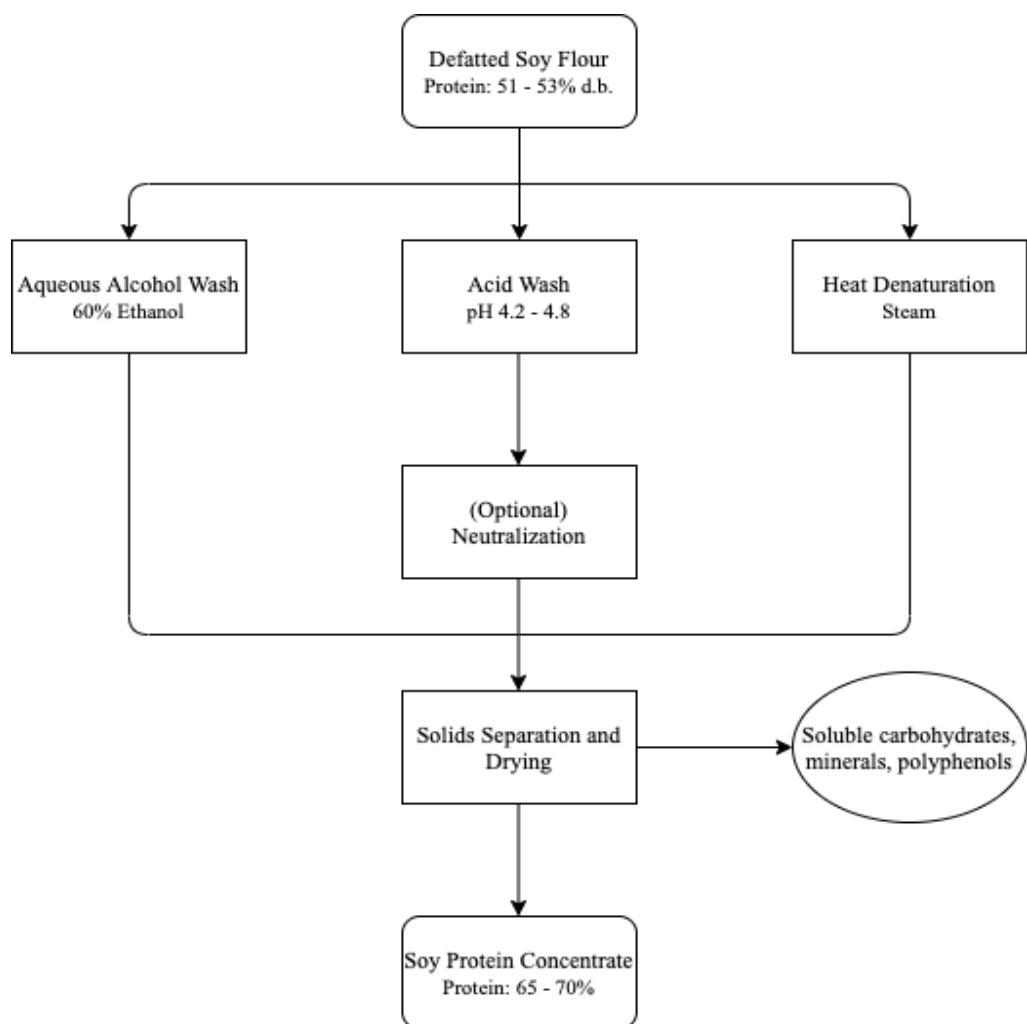 Defatted Soy Flour
Protein: 51 - 53% d.b.
Aqueous Alcohol Wash
60% Ethanol
Acid Wash
pH 4.2 - 4.8
Heat Denaturation
Steam
(Optional)
Neutralization
Solids Separation and
Drying
Soluble carbohydrates,
minerals, polyphenols
Soy Protein Concentrate
Protein: 65 - 70%